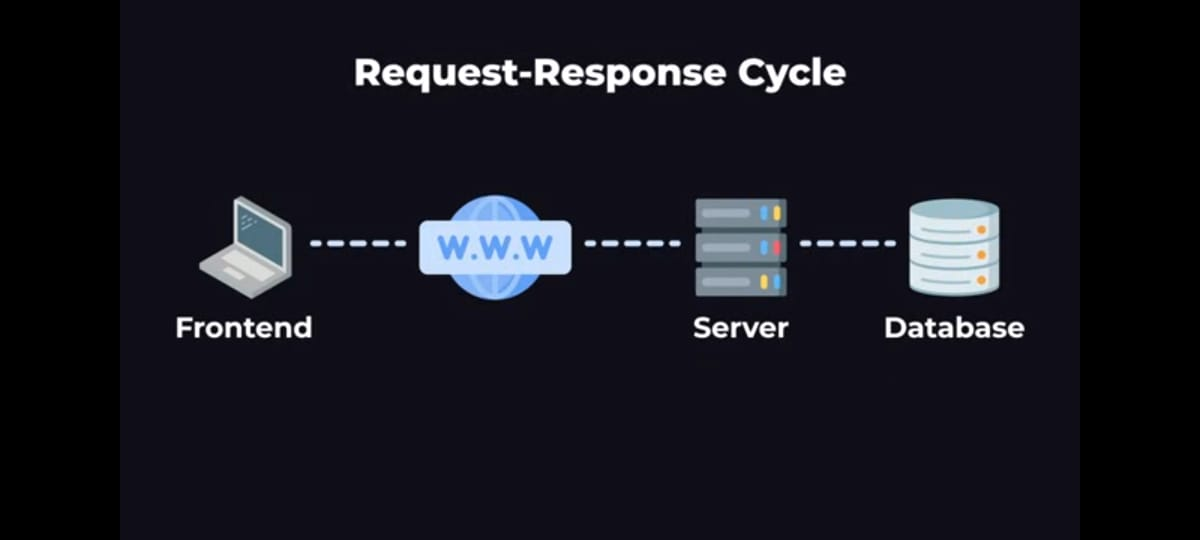 Request-Response Cycle
W.W.W
Frontend
Server
Database